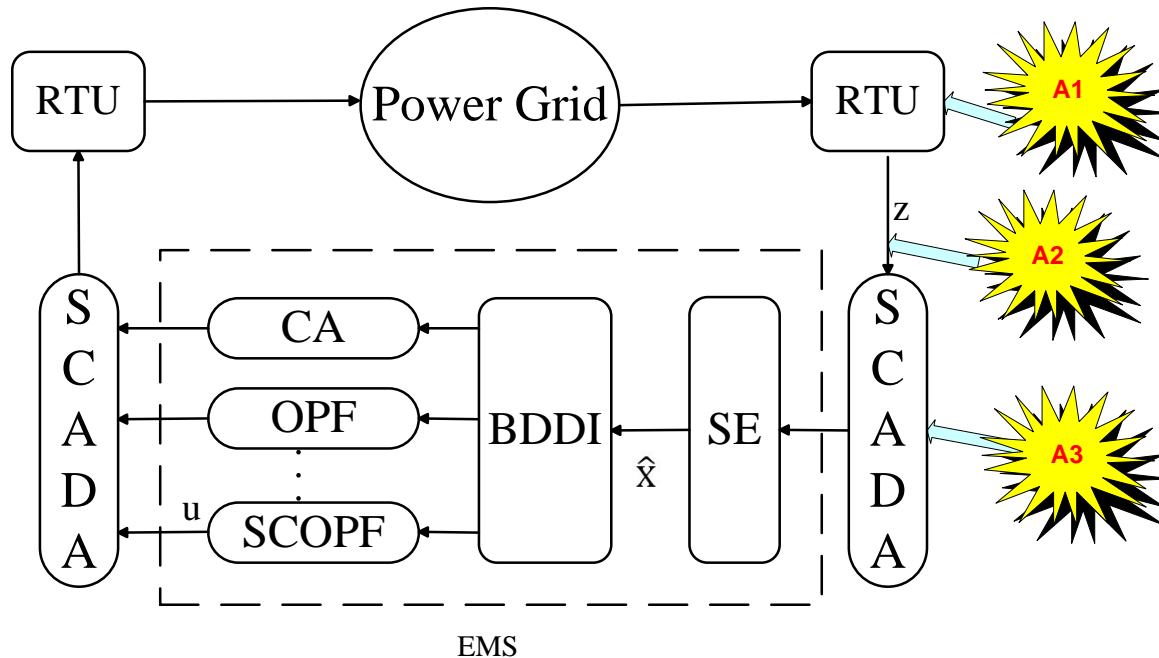 RTU
Power Grid
RTU
A1
z
A2
S
C
A
D
A
CA
OPF
u
SCOPF
BDDI
x̂
SE
S
C
A
D
A
A3
EMS